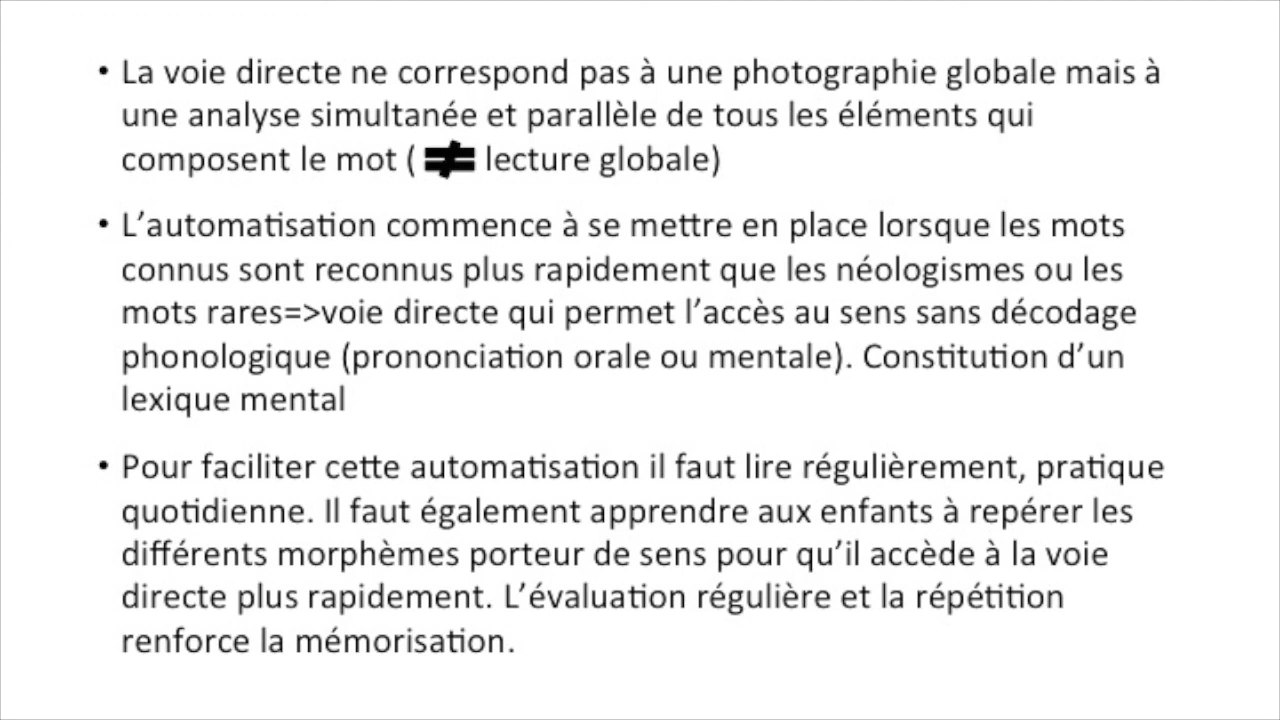 • La voie directe ne correspond pas à une photographie globale mais à
une analyse simultanée et parallèle de tous les éléments qui
composent le mot ( ≠ lecture globale)
• L’automatisation commence à se mettre en place lorsque les mots
connus sont reconnus plus rapidement que les néologismes ou les
mots rares=>voie directe qui permet l’accès au sens sans décodage
phonologique (prononciation orale ou mentale). Constitution d’un
lexique mental
• Pour faciliter cette automatisation il faut lire régulièrement, pratique
quotidienne. Il faut également apprendre aux enfants à repérer les
différents morphèmes porteur de sens pour qu’il accède à la voie
directe plus rapidement. L’évaluation régulière et la répétition
renforce la mémorisation.